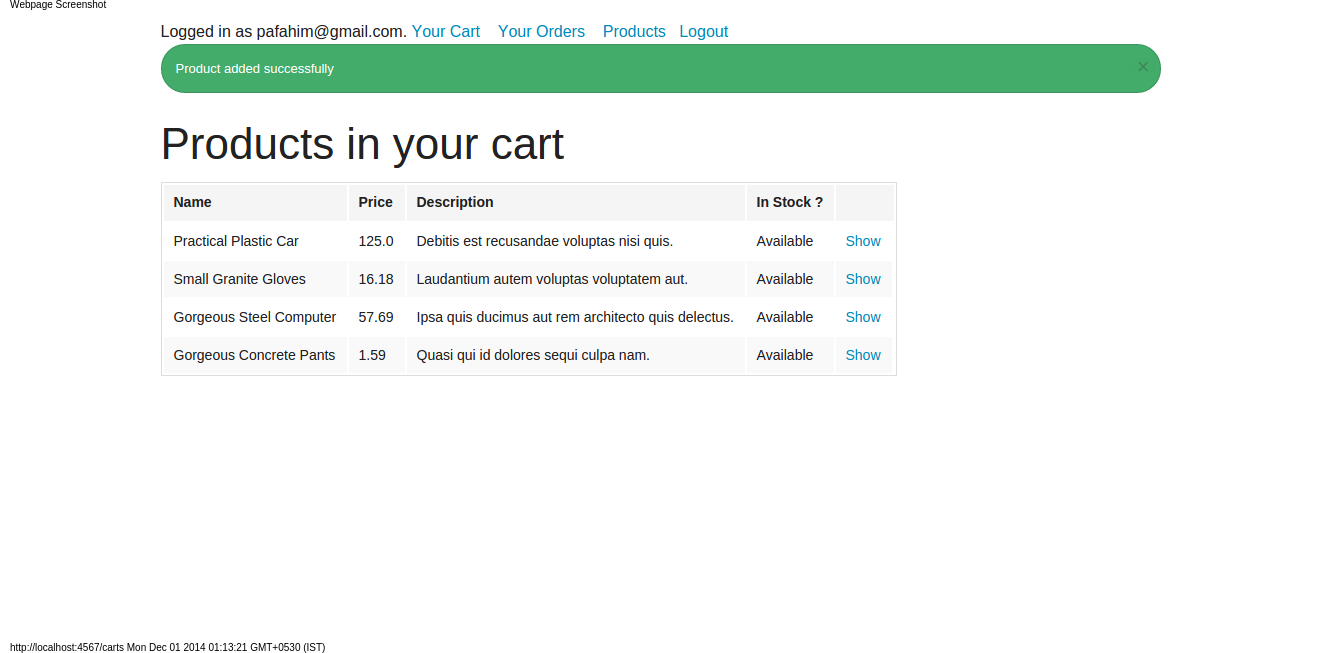 Webpage Screenshot
Logged in as pafahim@gmail.com. Your Cart Your Orders Products Logout
Product added successfully ×
Products in your cart
Name Price Description In Stock ?
Practical Plastic Car 125.0 Debitis est recusandae voluptas nisi quis. Available Show
Small Granite Gloves 16.18 Laudantium autem voluptas voluptatem aut. Available Show
Gorgeous Steel Computer 57.69 Ipsa quis ducimus aut rem architecto quis delectus. Available Show
Gorgeous Concrete Pants 1.59 Quasi qui id dolores sequi culpa nam. Available Show
http://localhost:4567/carts Mon Dec 01 2014 01:13:21 GMT+0530 (IST)